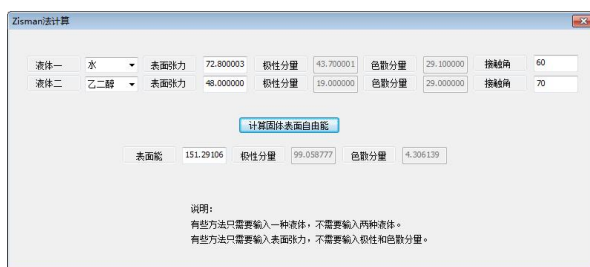 Zisman法计算
液体一 水 表面张力 72.800003 极性分量 43.700001 色散分量 29.100000 接触角 60
液体二 乙二醇 表面张力 48.000000 极性分量 19.000000 色散分量 29.000000 接触角 70
计算固体表面自由能
表面能 151.29106 极性分量 99.058777 色散分量 4.306139
说明:
有些方法只需要输入一种液体，不需要输入两种液体。
有些方法只需要输入表面张力，不需要输入极性和色散分量。